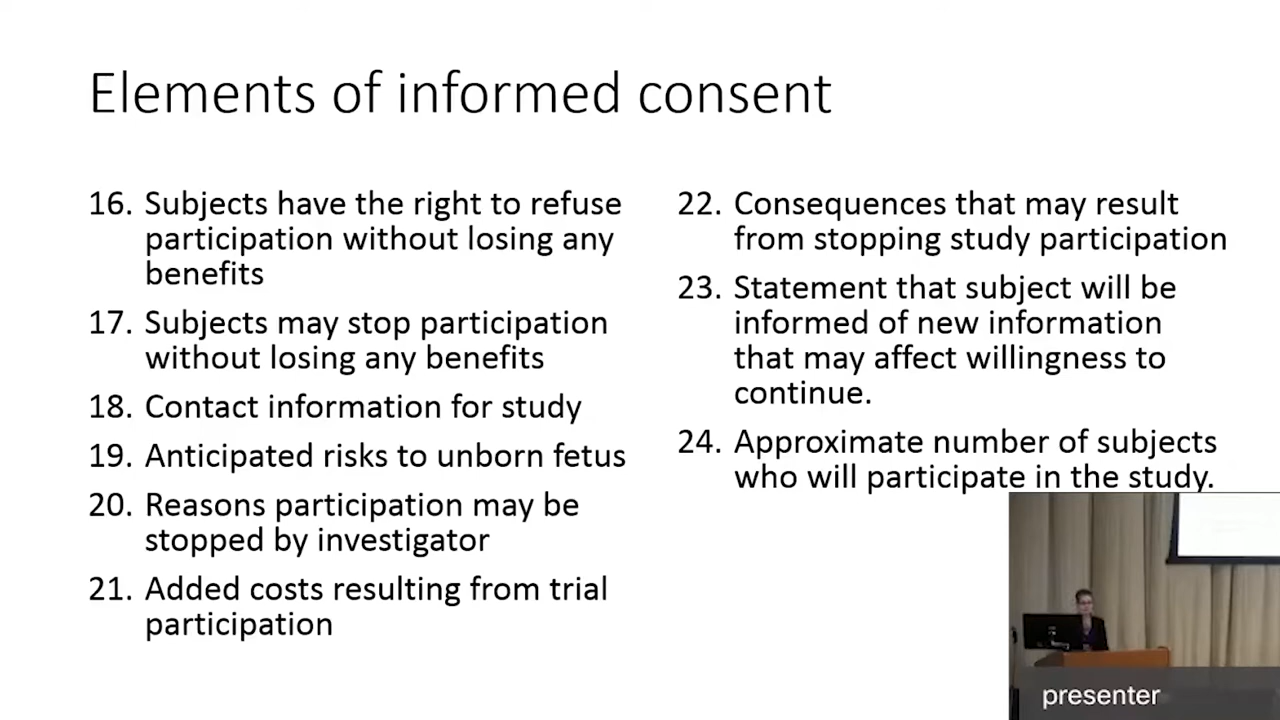 Elements of informed consent
16. Subjects have the right to refuse
participation without losing any
benefits
17. Subjects may stop participation
without losing any benefits
18. Contact information for study
19. Anticipated risks to unborn fetus
20. Reasons participation may be
stopped by investigator
21. Added costs resulting from trial
participation
22. Consequences that may result
from stopping study participation
23. Statement that subject will be
informed of new information
that may affect willingness to
continue.
24. Approximate number of subjects
who will participate in the study.
presenter